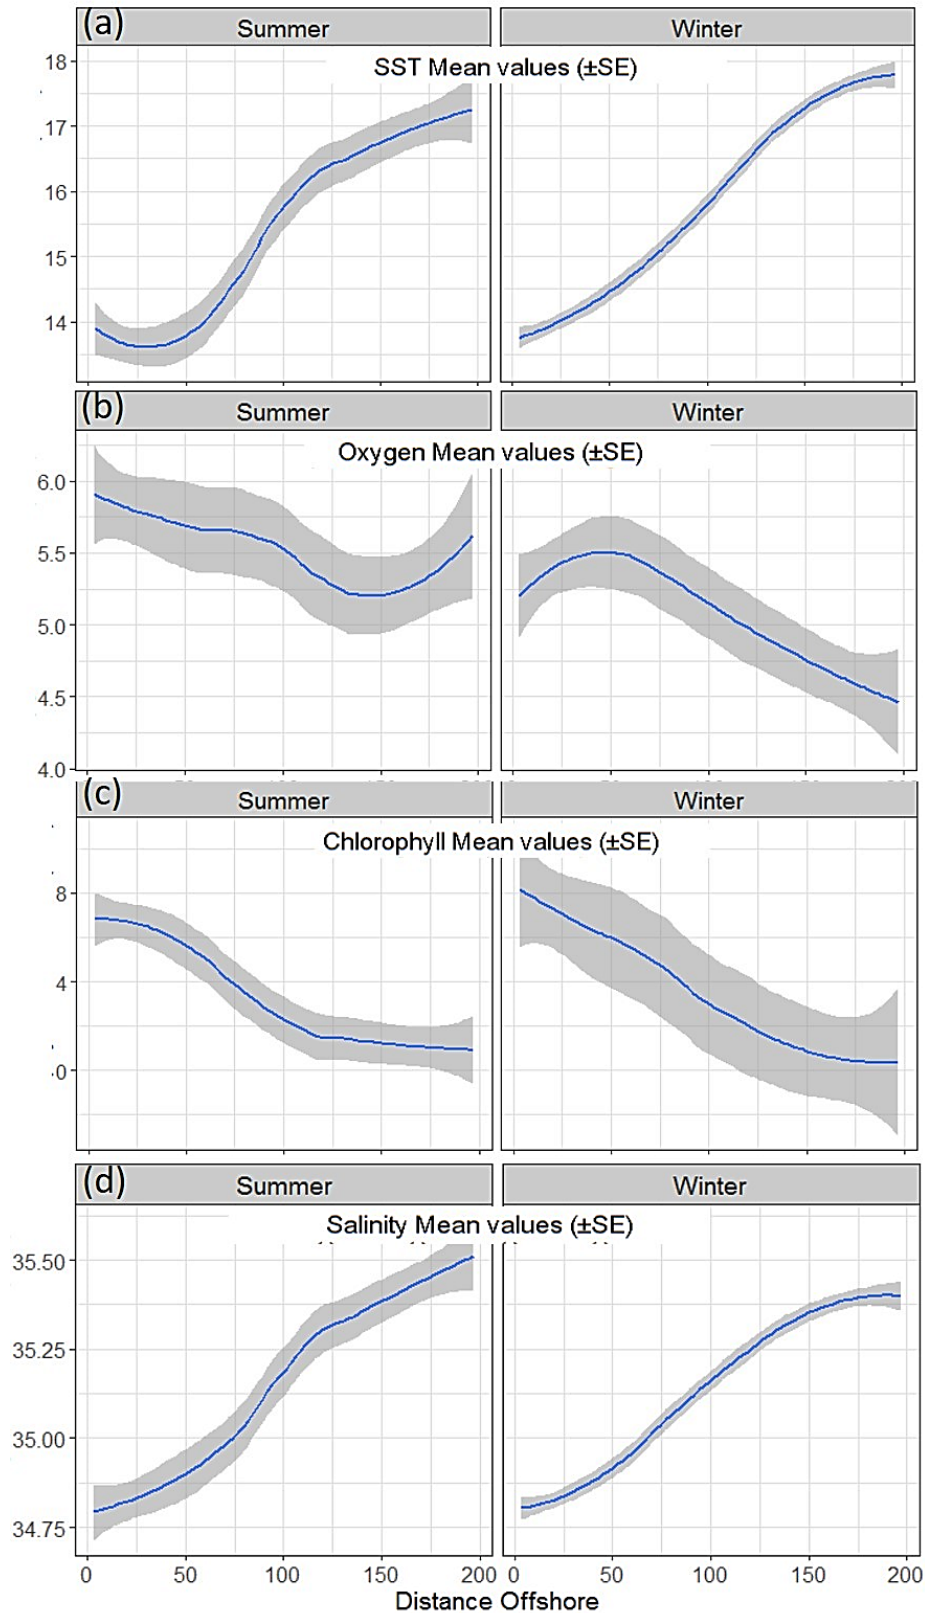 (a)
Summer Winter
SST Mean values (±SE)
18
17
16
15
14
(b)
Summer Winter
Oxygen Mean values (±SE)
6.0
5.5
5.0
4.5
4.0
(c)
Summer Winter
Chlorophyll Mean values (±SE)
8
4
0
(d)
Summer Winter
Salinity Mean values (±SE)
35.50
35.25
35.00
34.75
0 50 100 150 200 0 50 100 150 200
Distance Offshore